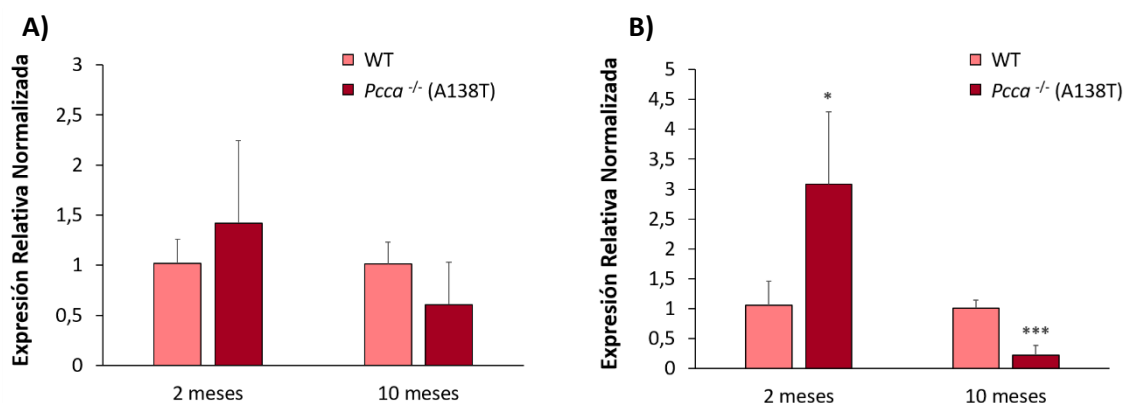 A)
WT
Pcca -/- (A138T)
Expresión Relativa Normalizada
3
2,5
2
1,5
1
0,5
0
2 meses
10 meses
B)
WT
Pcca -/- (A138T)
Expresión Relativa Normalizada
5
4,5
4
3,5
3
2,5
2
1,5
1
0,5
0
*
***
2 meses
10 meses